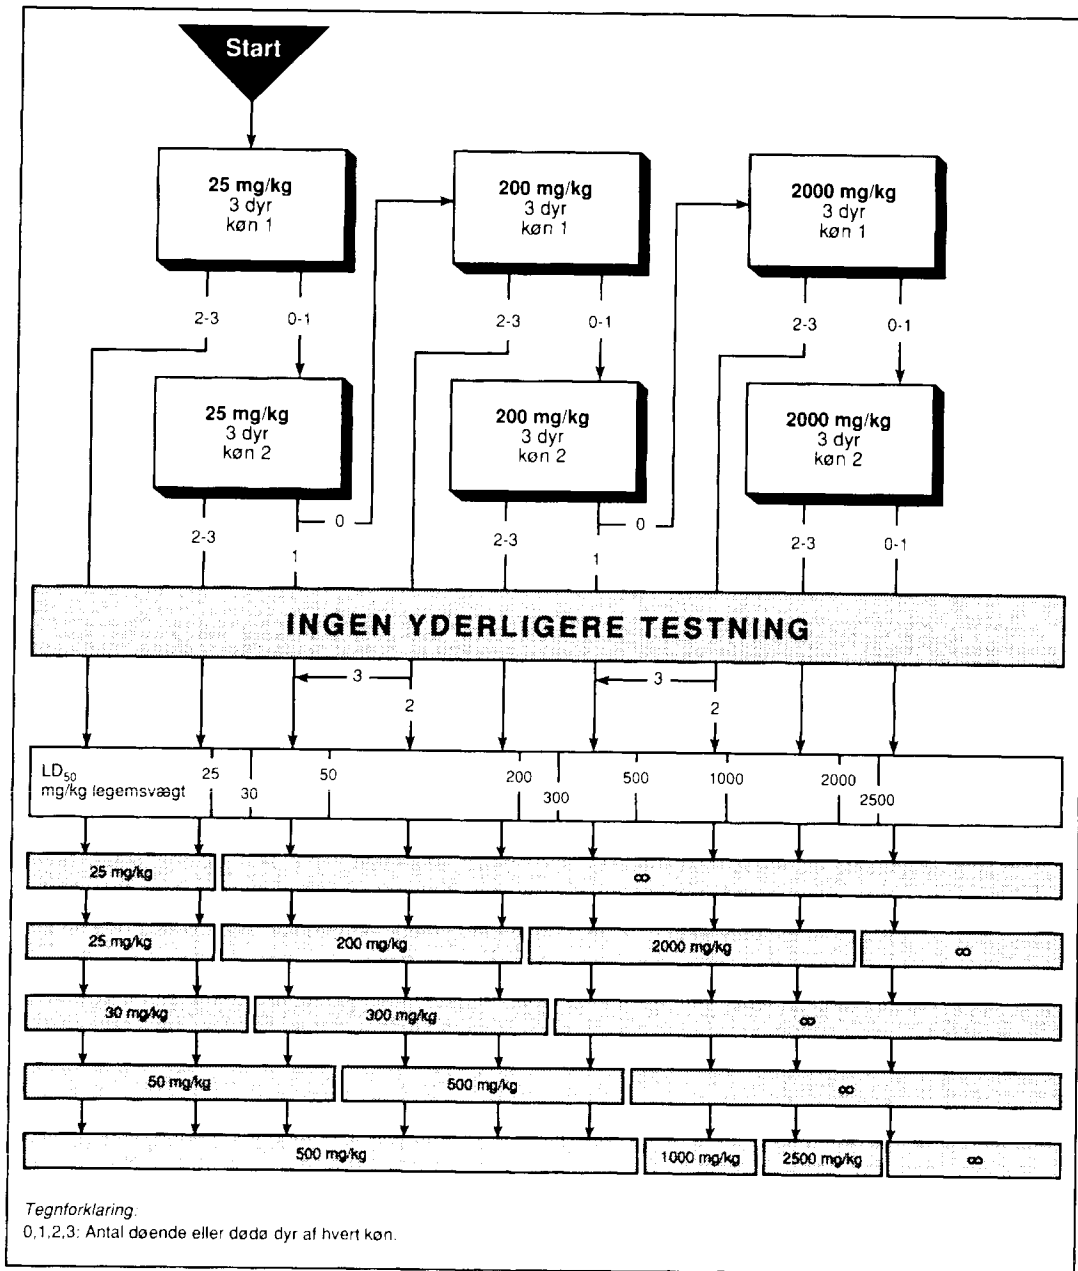 Start
25 mg/kg
3 dyr
køn 1
200 mg/kg
3 dyr
køn 1
2000 mg/kg
3 dyr
køn 1
2-3
0-1
2-3
0-1
2-3
0-1
25 mg/kg
3 dyr
køn 2
200 mg/kg
3 dyr
køn 2
2000 mg/kg
3 dyr
køn 2
2-3
1
0
2-3
1
0
2-3
0-1
INGEN YDERLIGERE TESTNING
3
2
3
2
LD50
mg/kg legemsvægt
25
30
50
200
300
500
1000
2000
2500
25 mg/kg
∞
25 mg/kg
200 mg/kg
2000 mg/kg
∞
30 mg/kg
300 mg/kg
∞
50 mg/kg
500 mg/kg
∞
500 mg/kg
1000 mg/kg
2500 mg/kg
∞
Tegnforklaring:
0,1,2,3: Antal døende eller døde dyr af hvert køn.